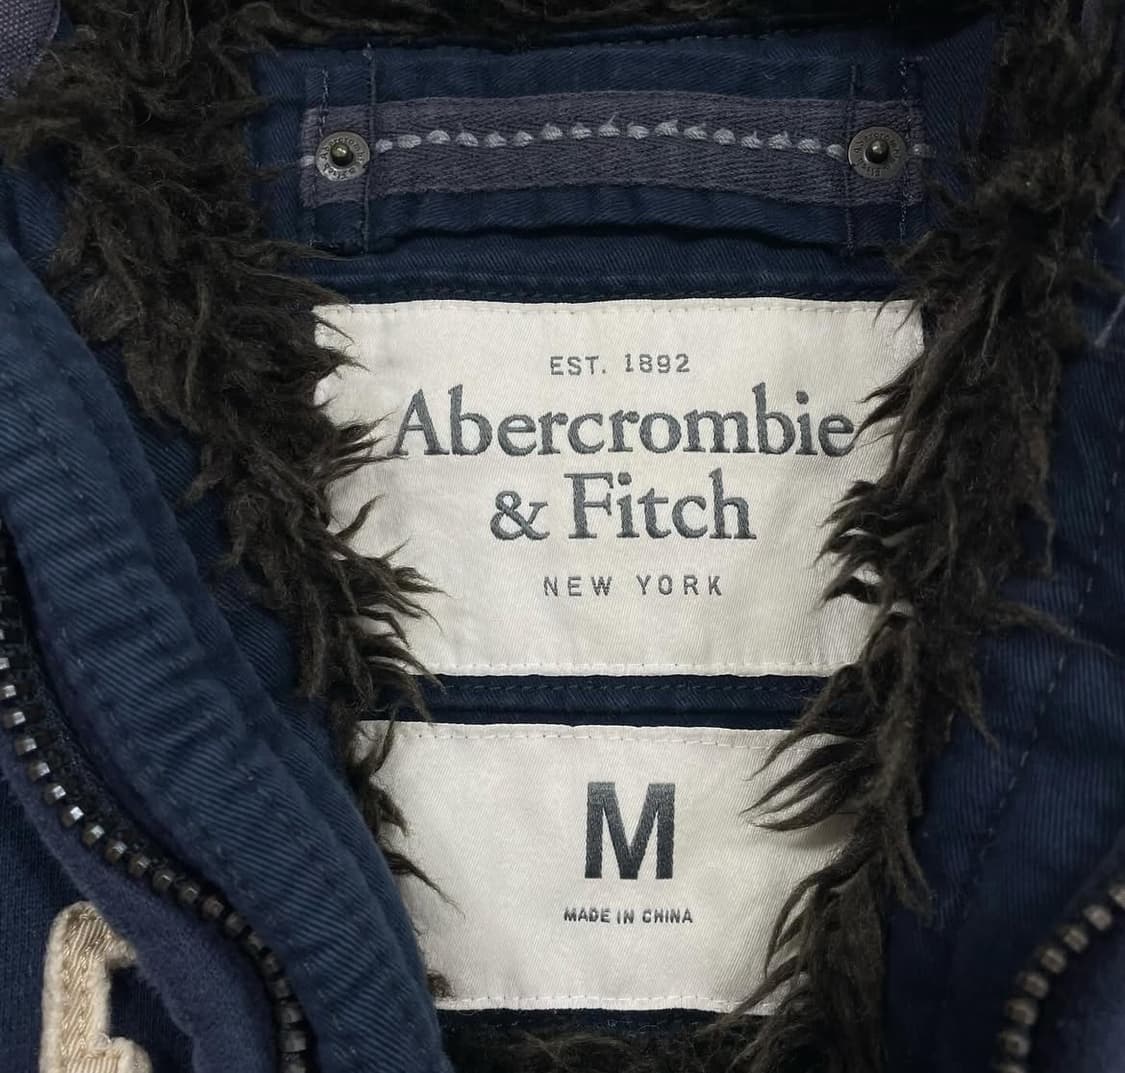 EST. 1892
Abercrombie
& Fitch
NEW YORK
M
MADE IN CHINA